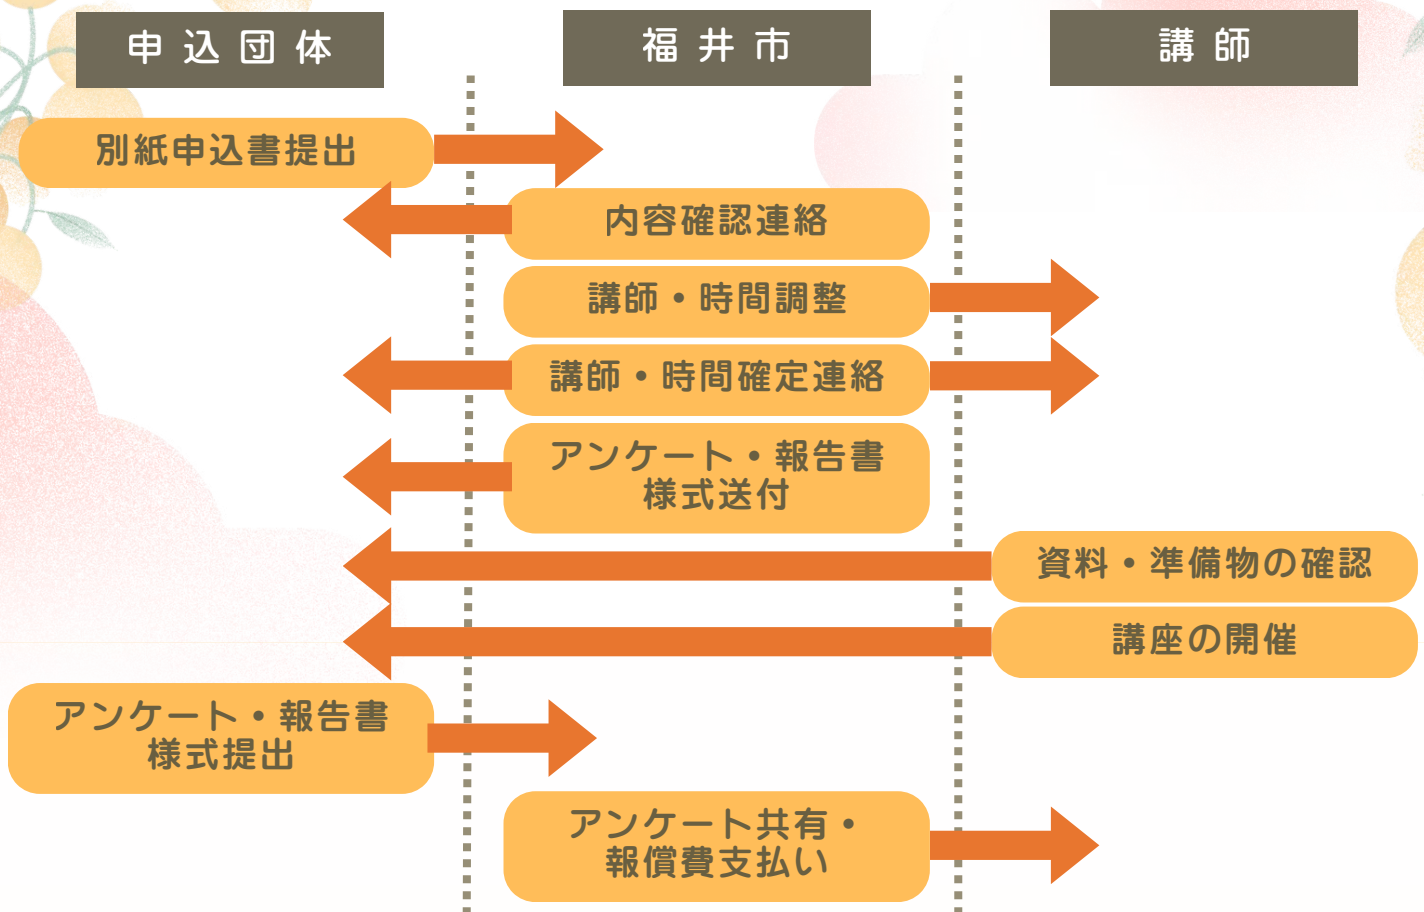 申込団体
福井市
講師
別紙申込書提出
内容確認連絡
講師・時間調整
講師・時間確定連絡
アンケート・報告書
様式送付
資料・準備物の確認
講座の開催
アンケート・報告書
様式提出
アンケート共有・
報償費支払い